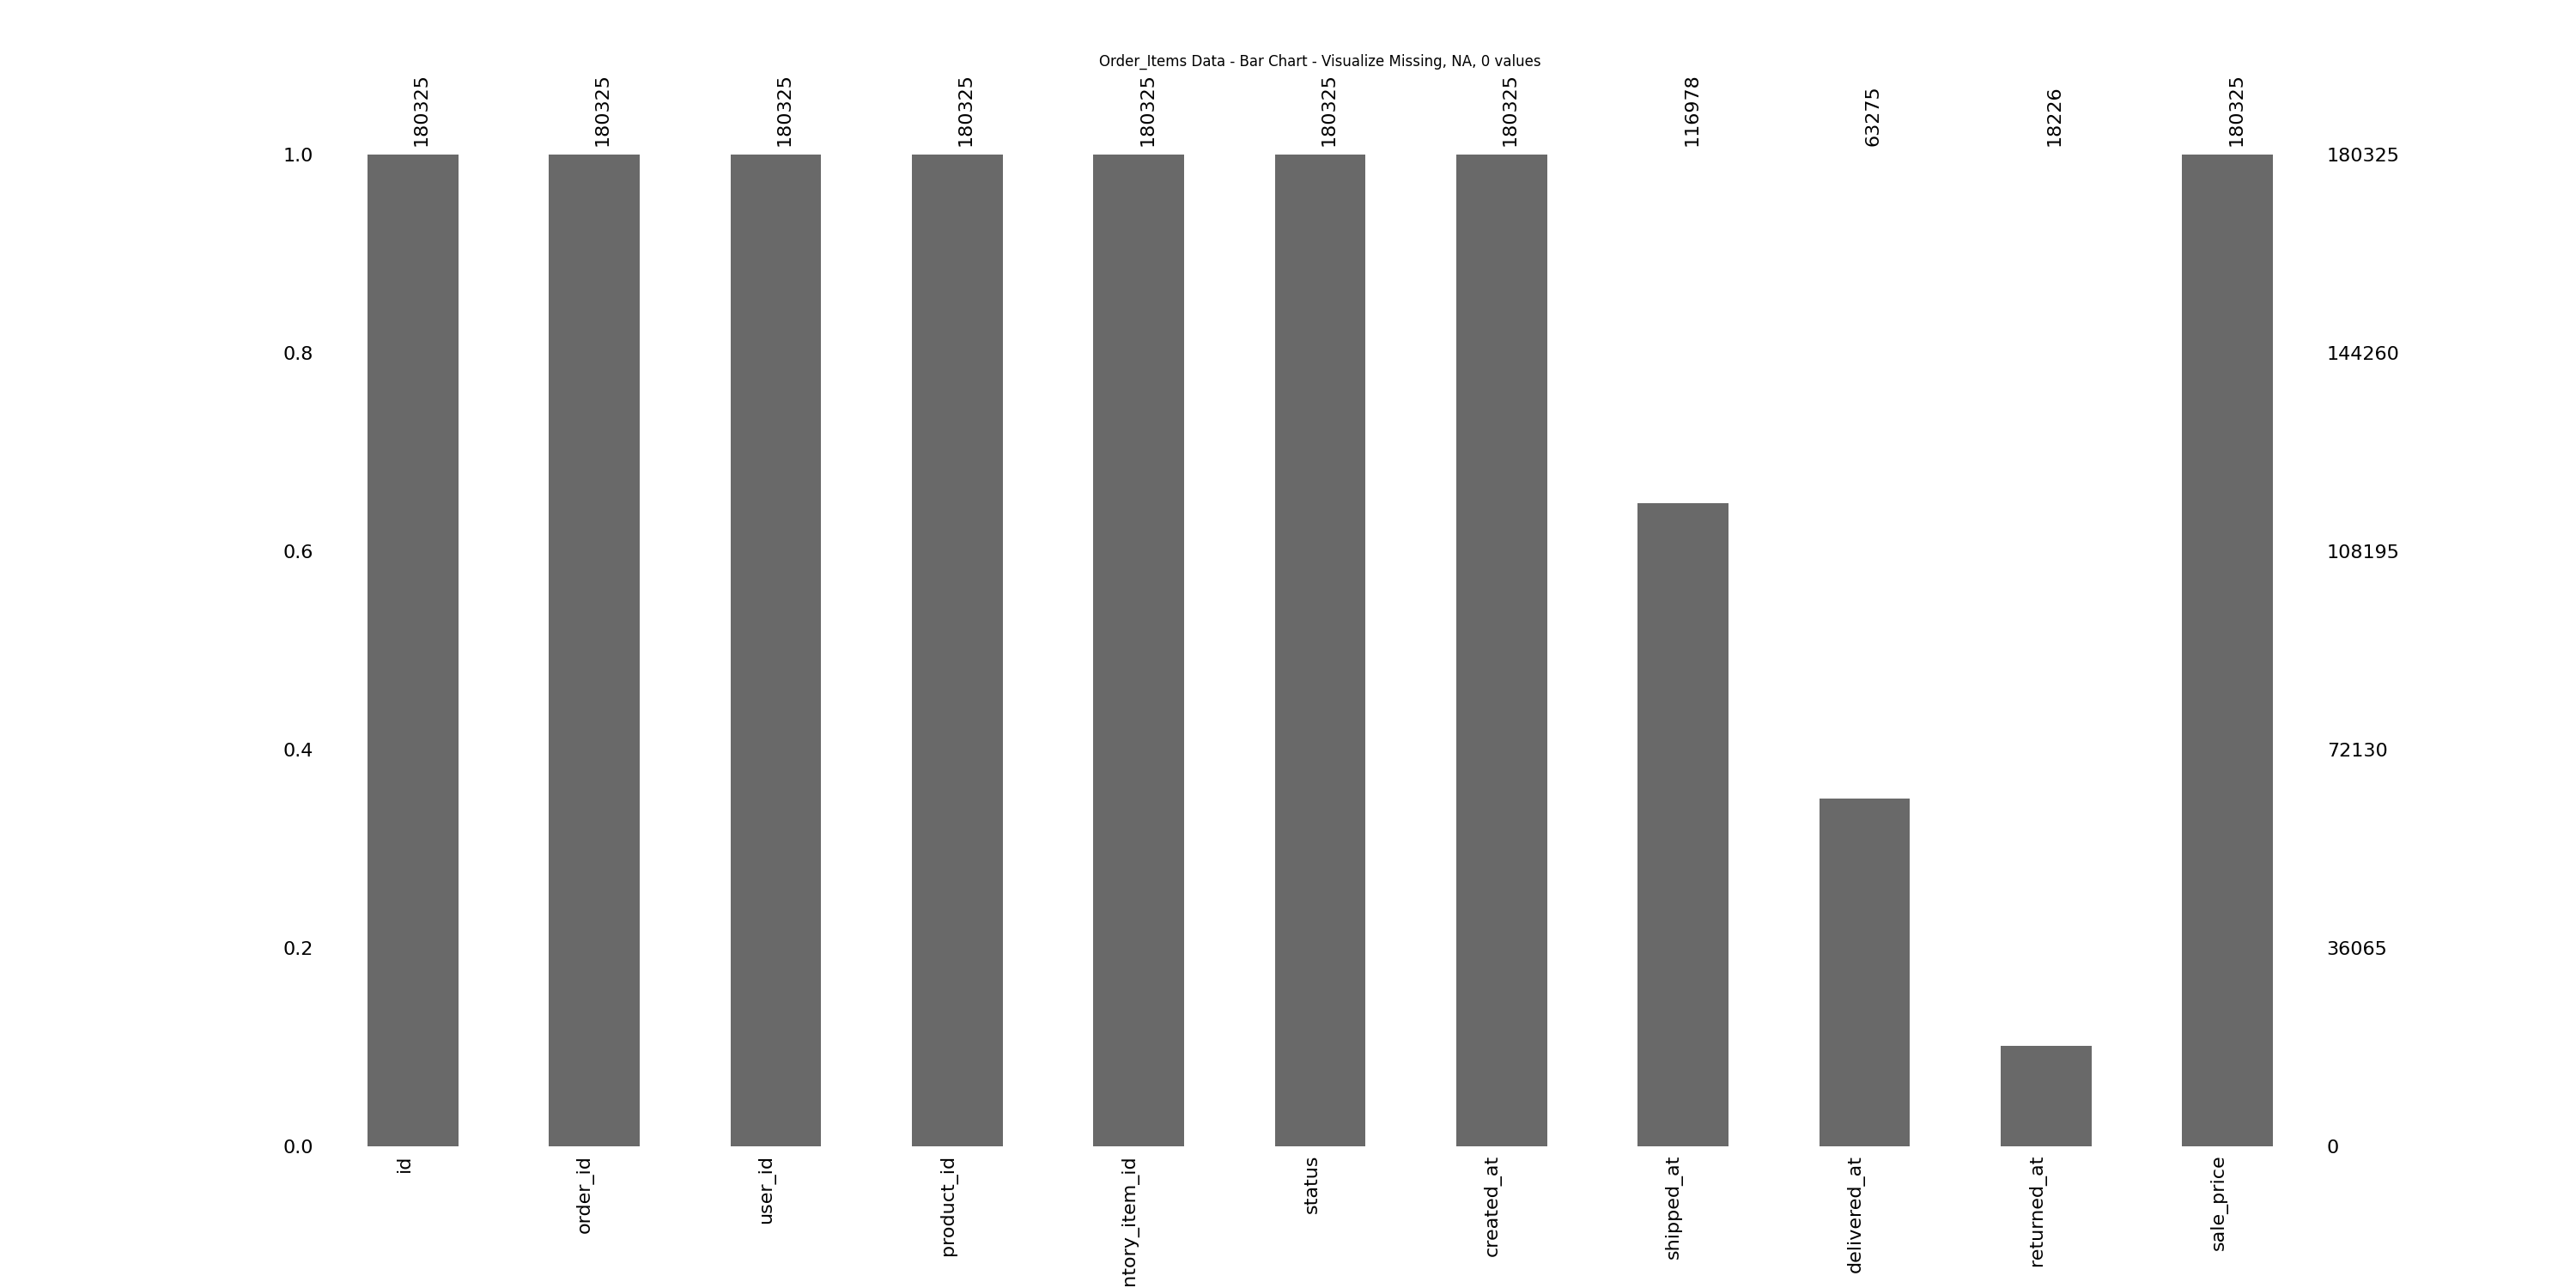 Order_Items Data - Bar Chart - Visualize Missing, NA, 0 values
180325
180325
180325
180325
180325
180325
180325
116978
63275
18226
180325
1.0
180325
0.8
144260
0.6
108195
0.4
72130
0.2
36065
0.0
0
id
order_id
user_id
product_id
ntory_item_id
status
created_at
shipped_at
delivered_at
returned_at
sale_price